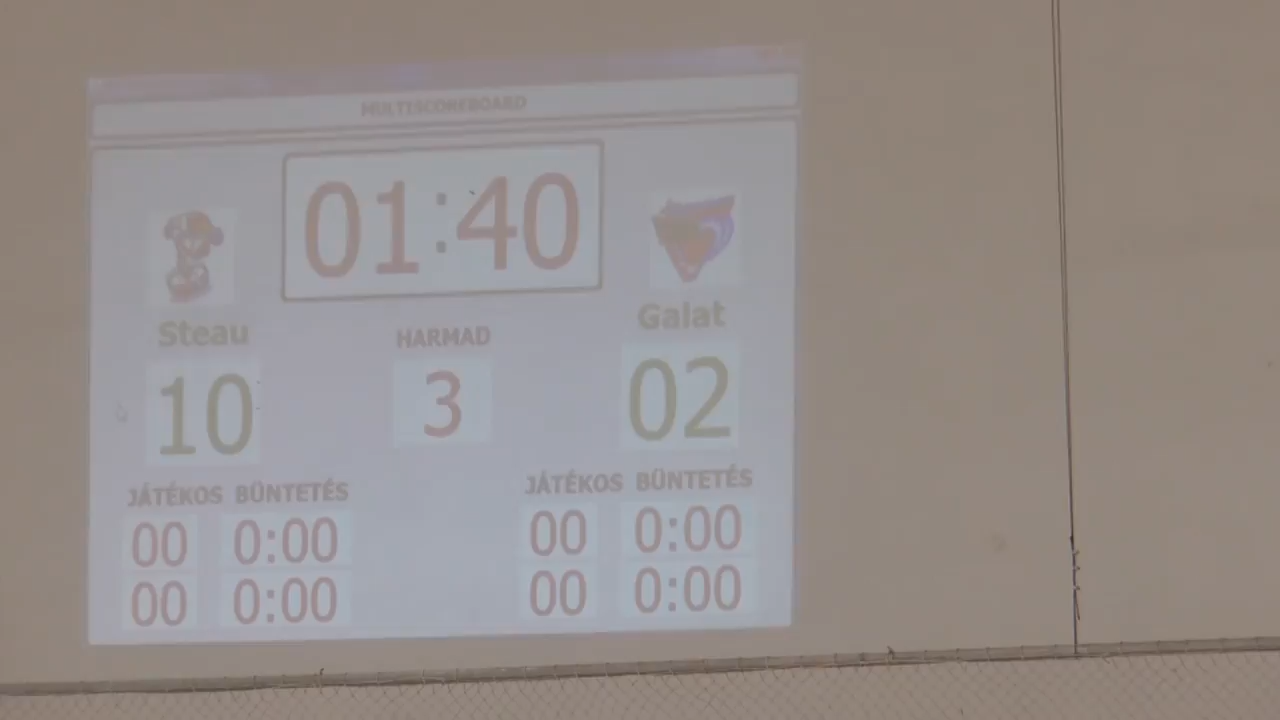 MULTISCOREBOARD
01:40
Steau HARMAD Galat
10 3 02
JÁTÉKOS BÜNTETÉS JÁTÉKOS BÜNTETÉS
00 0:00 00 0:00
00 0:00 00 0:00